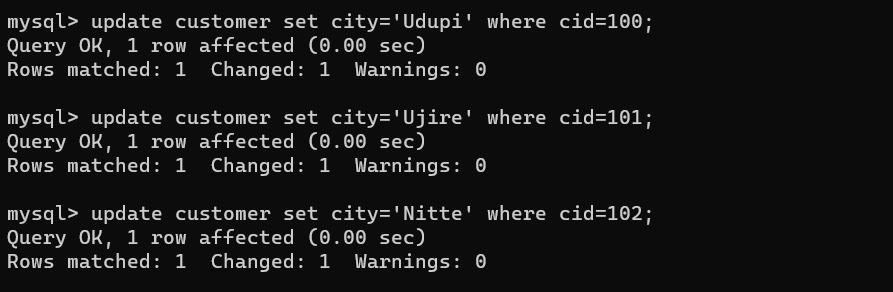 mysql> update customer set city='Udupi' where cid=100;
Query OK, 1 row affected (0.00 sec)
Rows matched: 1  Changed: 1  Warnings: 0
mysql> update customer set city='Ujire' where cid=101;
Query OK, 1 row affected (0.00 sec)
Rows matched: 1  Changed: 1  Warnings: 0
mysql> update customer set city='Nitte' where cid=102;
Query OK, 1 row affected (0.00 sec)
Rows matched: 1  Changed: 1  Warnings: 0